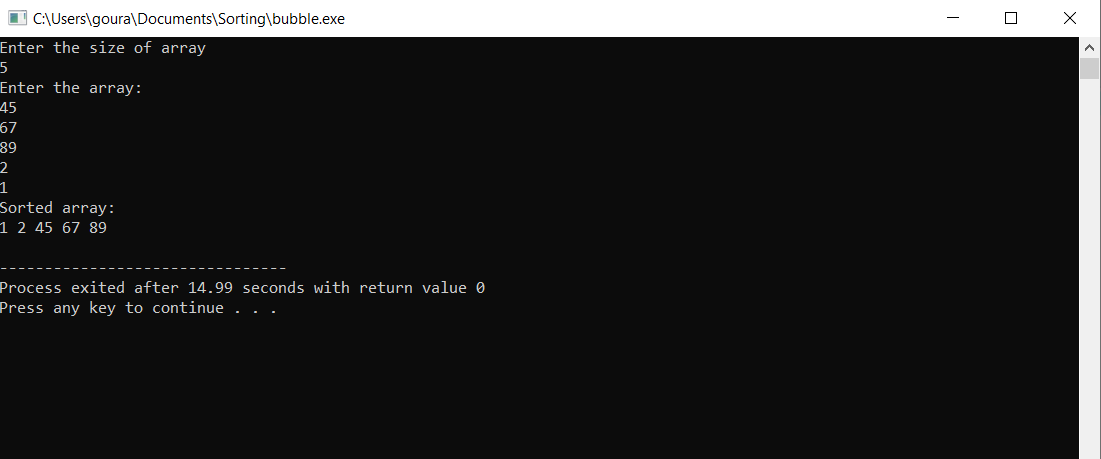 C:\Users\goura\Documents\Sorting\bubble.exe
Enter the size of array
5
Enter the array:
45
67
89
2
1
Sorted array:
1 2 45 67 89
--------------------------------
Process exited after 14.99 seconds with return value 0
Press any key to continue . . .